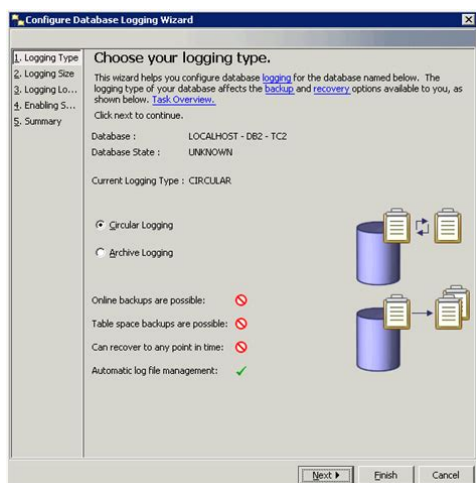 Configure Database Logging Wizard
1. Logging Type
2. Logging Size
3. Logging Lo...
4. Enabling S...
5. Summary
Choose your logging type.
This wizard helps you configure database logging for the database named below. The
logging type of your database affects the backup and recovery options available to you, as
shown below. Task Overview.
Click next to continue.
Database : LOCALHOST - DB2 - TC2
Database State : UNKNOWN
Current Logging Type : CIRCULAR
Circular Logging
Archive Logging
Online backups are possible:
Table space backups are possible:
Can recover to any point in time:
Automatic log file management:
Next
Finish
Cancel